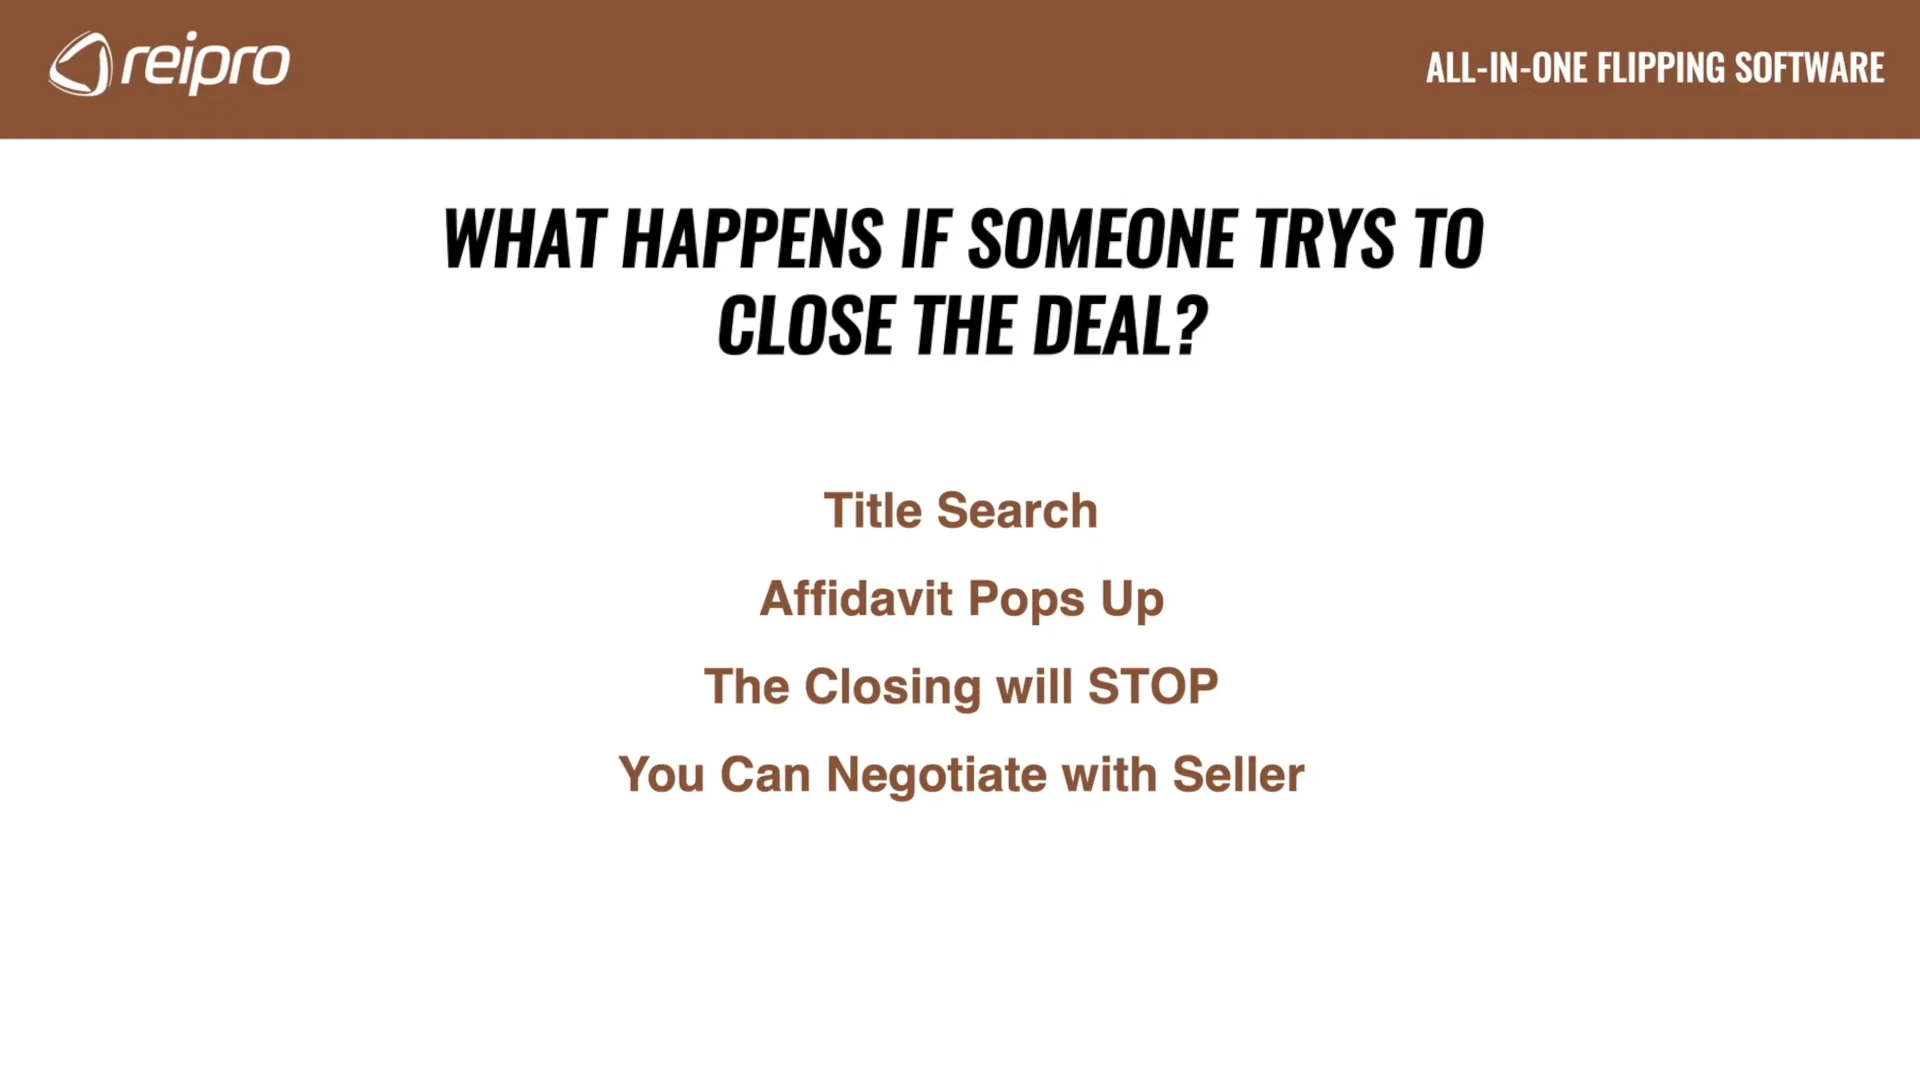 reipro
ALL-IN-ONE FLIPPING SOFTWARE
WHAT HAPPENS IF SOMEONE TRYS TO
CLOSE THE DEAL?
Title Search
Affidavit Pops Up
The Closing will STOP
You Can Negotiate with Seller